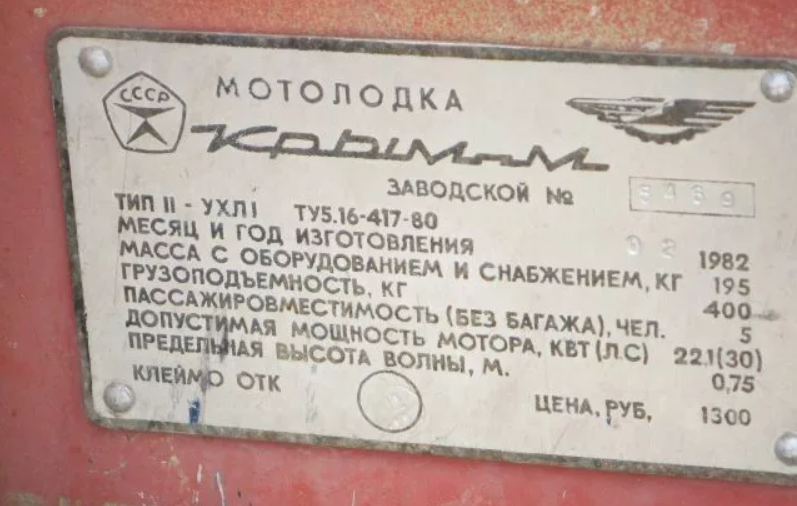 СССР
МОТОЛОДКА
Крым-М
ЗАВОДСКОЙ №
ТИП II - УХЛ1 ТУ5.16-417-80
МЕСЯЦ И ГОД ИЗГОТОВЛЕНИЯ 02 1982
МАССА С ОБОРУДОВАНИЕМ И СНАБЖЕНИЕМ, КГ 195
ГРУЗОПОДЪЕМНОСТЬ, КГ 400
ПАССАЖИРОВМЕСТИМОСТЬ (БЕЗ БАГАЖА), ЧЕЛ. 5
ДОПУСТИМАЯ МОЩНОСТЬ МОТОРА, КВТ (Л.С) 22.1(30)
ПРЕДЕЛЬНАЯ ВЫСОТА ВОЛНЫ, М. 0,75
КЛЕЙМО ОТК ЦЕНА, РУБ, 1300